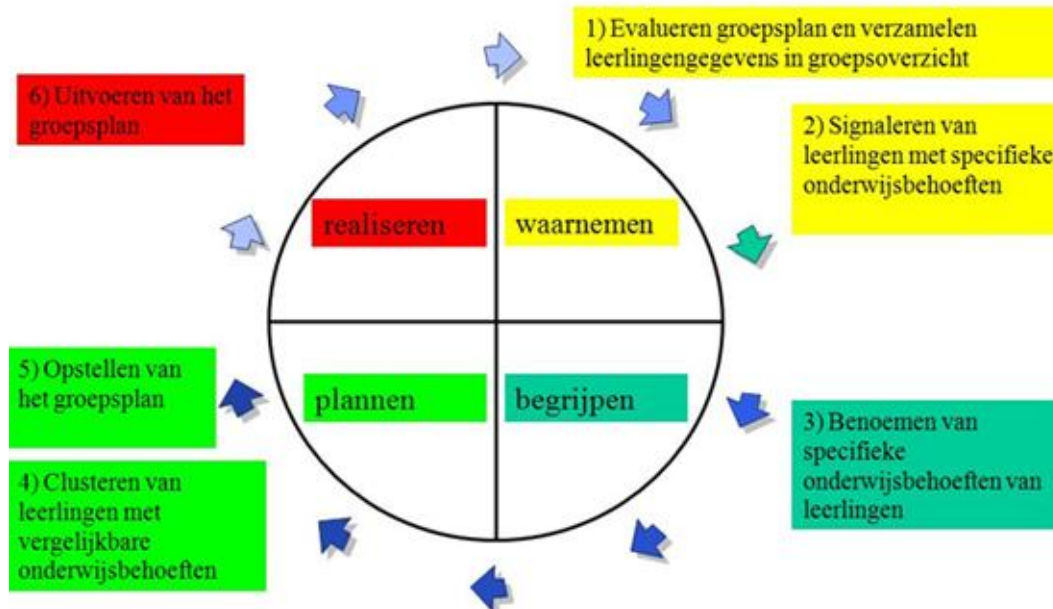 1) Evalueren groepsplan en verzamelen
leerlingengegevens in groepsoverzicht
2) Signaleren van
leerlingen met specifieke
onderwijsbehoeften
3) Benoemen van
specifieke
onderwijsbehoeften van
leerlingen
4) Clusteren van
leerlingen met
vergelijkbare
onderwijsbehoeften
5) Opstellen van
het groepsplan
6) Uitvoeren van het
groepsplan
realiseren
waarnemen
plannen
begrijpen